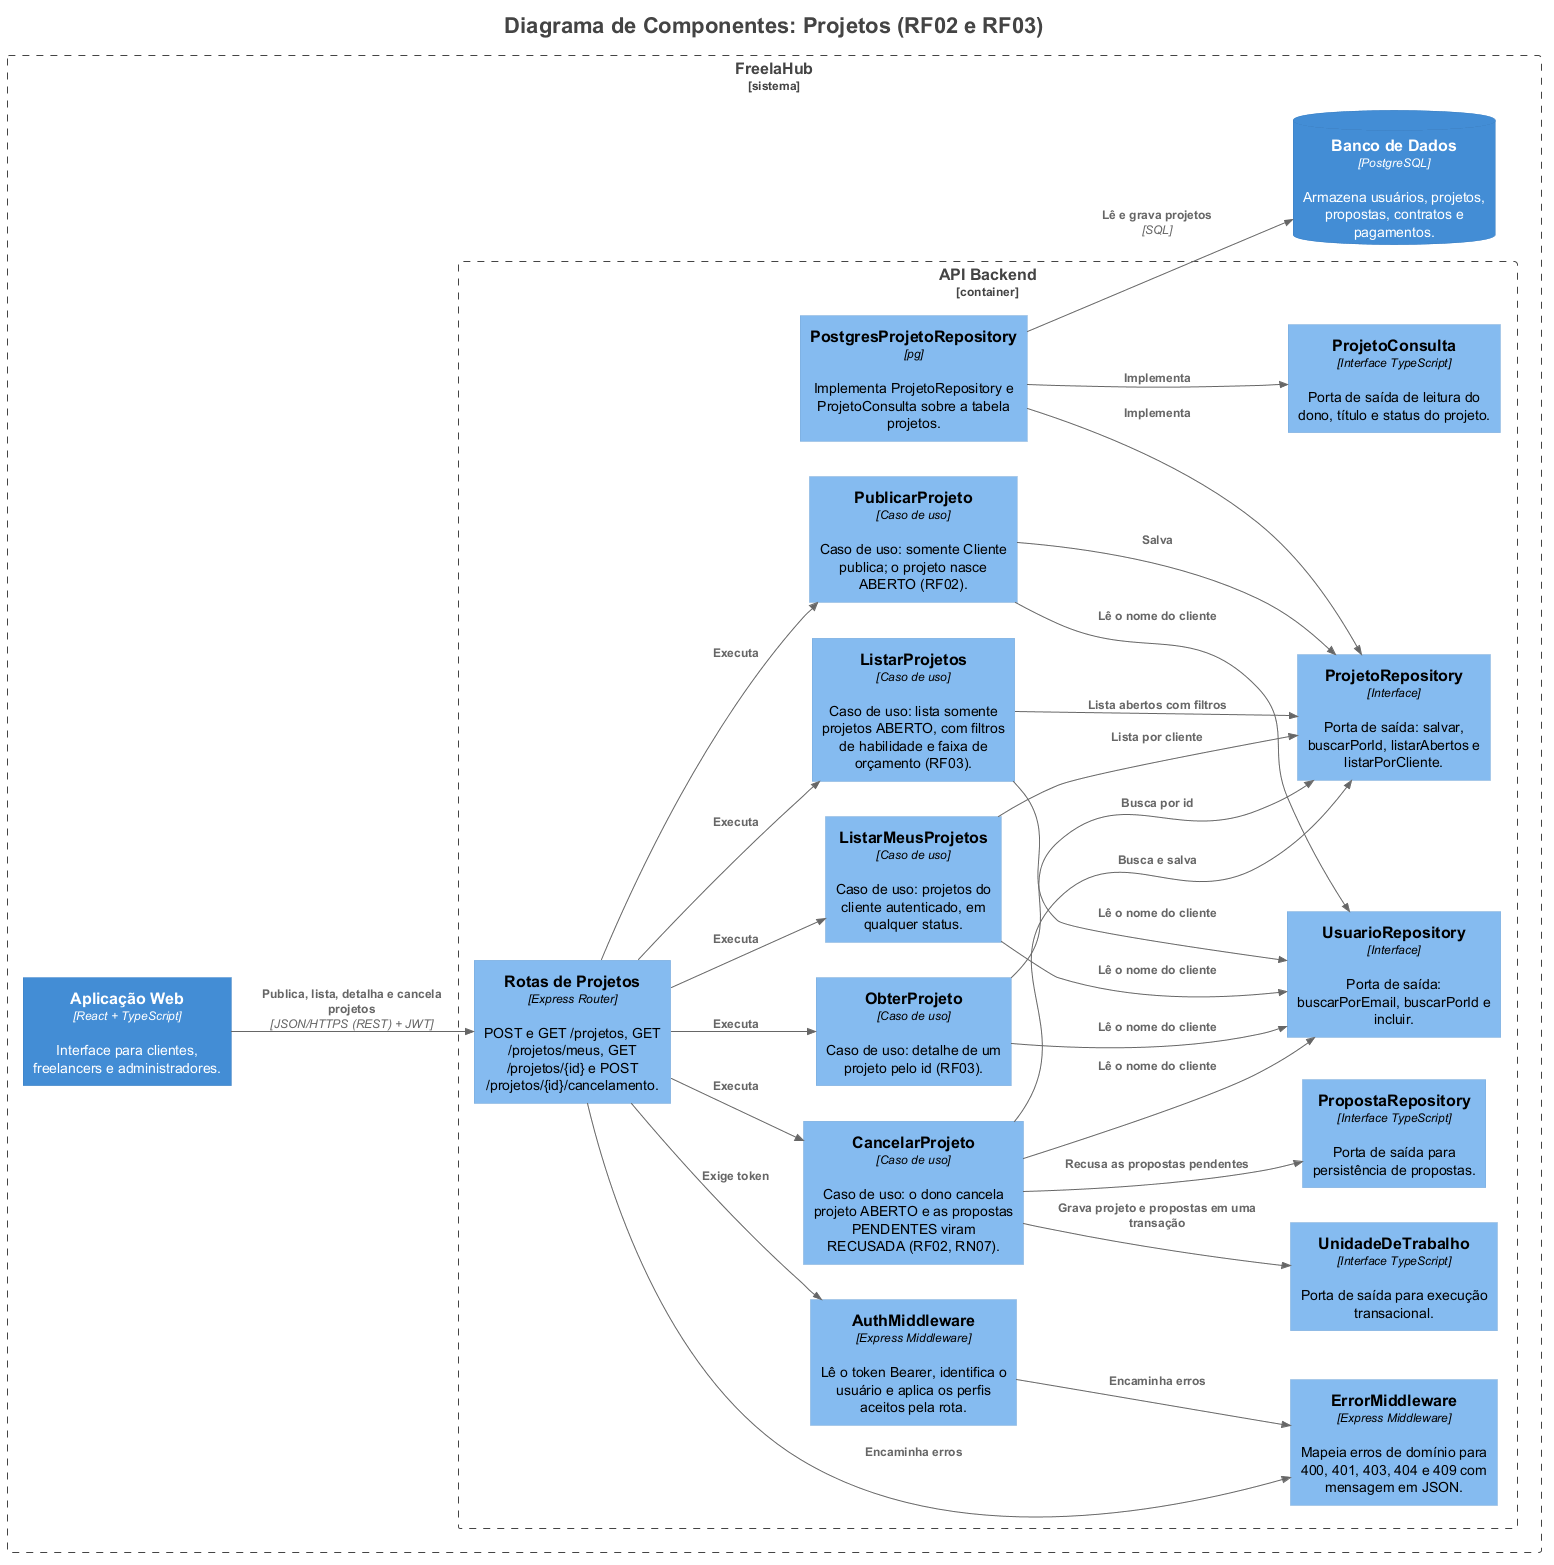 Diagrama de Componentes: Projetos (RF02 e RF03)
FreelaHub
[sistema]
Banco de Dados
[PostgreSQL]
Armazena usuários, projetos,
propostas, contratos e
pagamentos.
Lê e grava projetos
[SQL]
API Backend
[container]
PostgresProjetoRepository
[pg]
Implementa ProjetoRepository e
ProjetoConsulta sobre a tabela
projetos.
Implementa
Implementa
ProjetoConsulta
[Interface TypeScript]
Porta de saída de leitura do
dono, título e status do projeto.
PublicarProjeto
[Caso de uso]
Caso de uso: somente Cliente
publica; o projeto nasce
ABERTO (RF02).
Salva
Lê o nome do cliente
Executa
ListarProjetos
[Caso de uso]
Caso de uso: lista somente
projetos ABERTO, com filtros
de habilidade e faixa de
orçamento (RF03).
Lista abertos com filtros
Lista por cliente
ProjetoRepository
[Interface]
Porta de saída: salvar,
buscarPorId, listarAbertos e
listarPorCliente.
Executa
Busca por id
ListarMeusProjetos
[Caso de uso]
Caso de uso: projetos do
cliente autenticado, em
qualquer status.
Busca e salva
Lê o nome do cliente
Executa
UsuarioRepository
[Interface]
Porta de saída:
buscarPorEmail, buscarPorId e
incluir.
Lê o nome do cliente
Aplicação Web
[React + TypeScript]
Interface para clientes,
freelancers e administradores.
Publica, lista, detalha e cancela
projetos
[JSON/HTTPS (REST) + JWT]
Rotas de Projetos
[Express Router]
POST e GET /projetos, GET
/projetos/meus, GET
/projetos/{id} e POST
/projetos/{id}/cancelamento.
Executa
ObterProjeto
[Caso de uso]
Caso de uso: detalhe de um
projeto pelo id (RF03).
Lê o nome do cliente
Lê o nome do cliente
Executa
PropostaRepository
[Interface TypeScript]
Porta de saída para
persistência de propostas.
CancelarProjeto
[Caso de uso]
Caso de uso: o dono cancela
projeto ABERTO e as propostas
PENDENTES viram
RECUSADA (RF02, RN07).
Recusa as propostas pendentes
Exige token
Grava projeto e propostas em uma
transação
UnidadeDeTrabalho
[Interface TypeScript]
Porta de saída para execução
transacional.
AuthMiddleware
[Express Middleware]
Lê o token Bearer, identifica o
usuário e aplica os perfis
aceitos pela rota.
Encaminha erros
Encaminha erros
ErrorMiddleware
[Express Middleware]
Mapeia erros de domínio para
400, 401, 403, 404 e 409 com
mensagem em JSON.